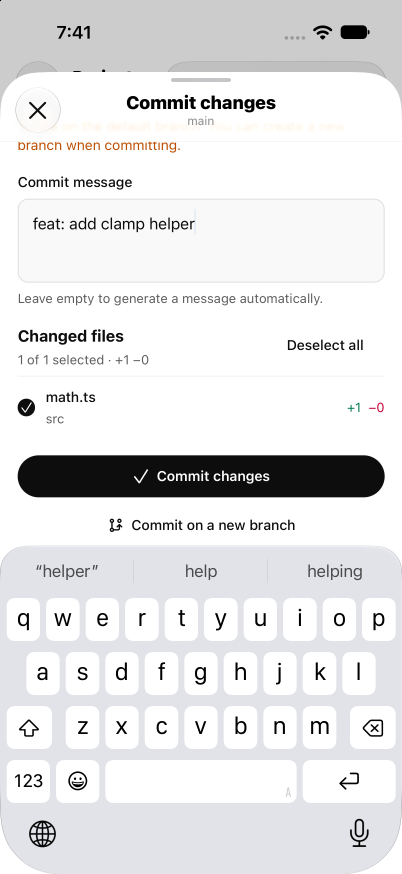 7:41
Commit changes
main
branch when committing.
Commit message
feat: add clamp helper
Leave empty to generate a message automatically.
Changed files
Deselect all
1 of 1 selected · +1 −0
math.ts
src
+1 −0
Commit changes
Commit on a new branch
“helper” help helping
q w e r t y u i o p
a s d f g h j k l
z x c v b n m
123
A